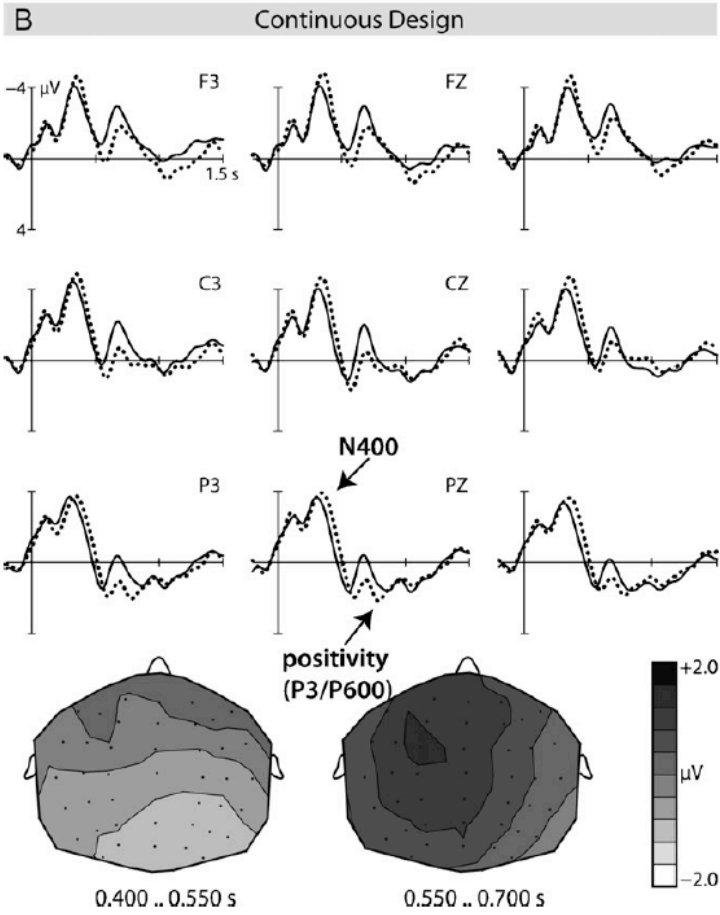 B Continuous Design
−4 μV F3 FZ
1.5 s
4
C3 CZ
N400
P3 PZ
positivity
(P3/P600)
+2.0
μV
−2.0
0.400 .. 0.550 s 0.550 .. 0.700 s